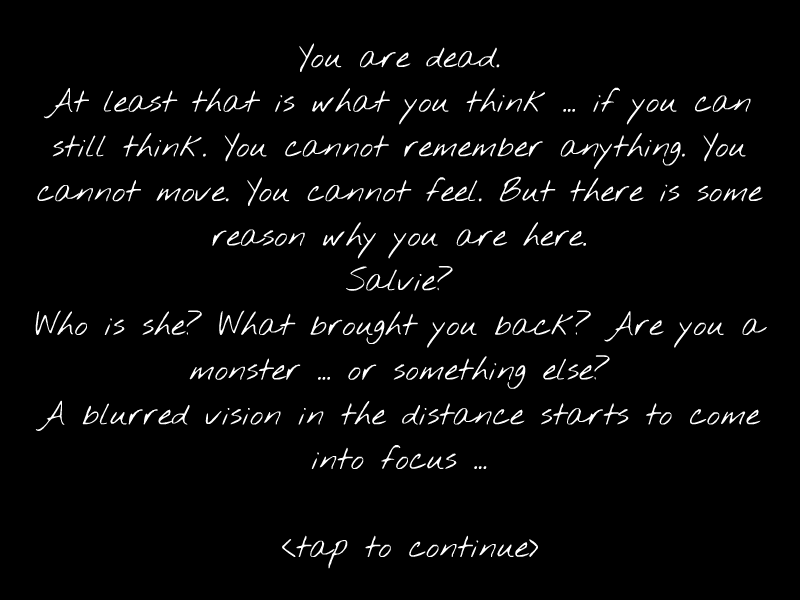 You are dead.
At least that is what you think ... if you can
still think. You cannot remember anything. You
cannot move. You cannot feel. But there is some
reason why you are here.
Salvie?
Who is she? What brought you back? Are you a
monster ... or something else?
A blurred vision in the distance starts to come
into focus ...
<tap to continue>